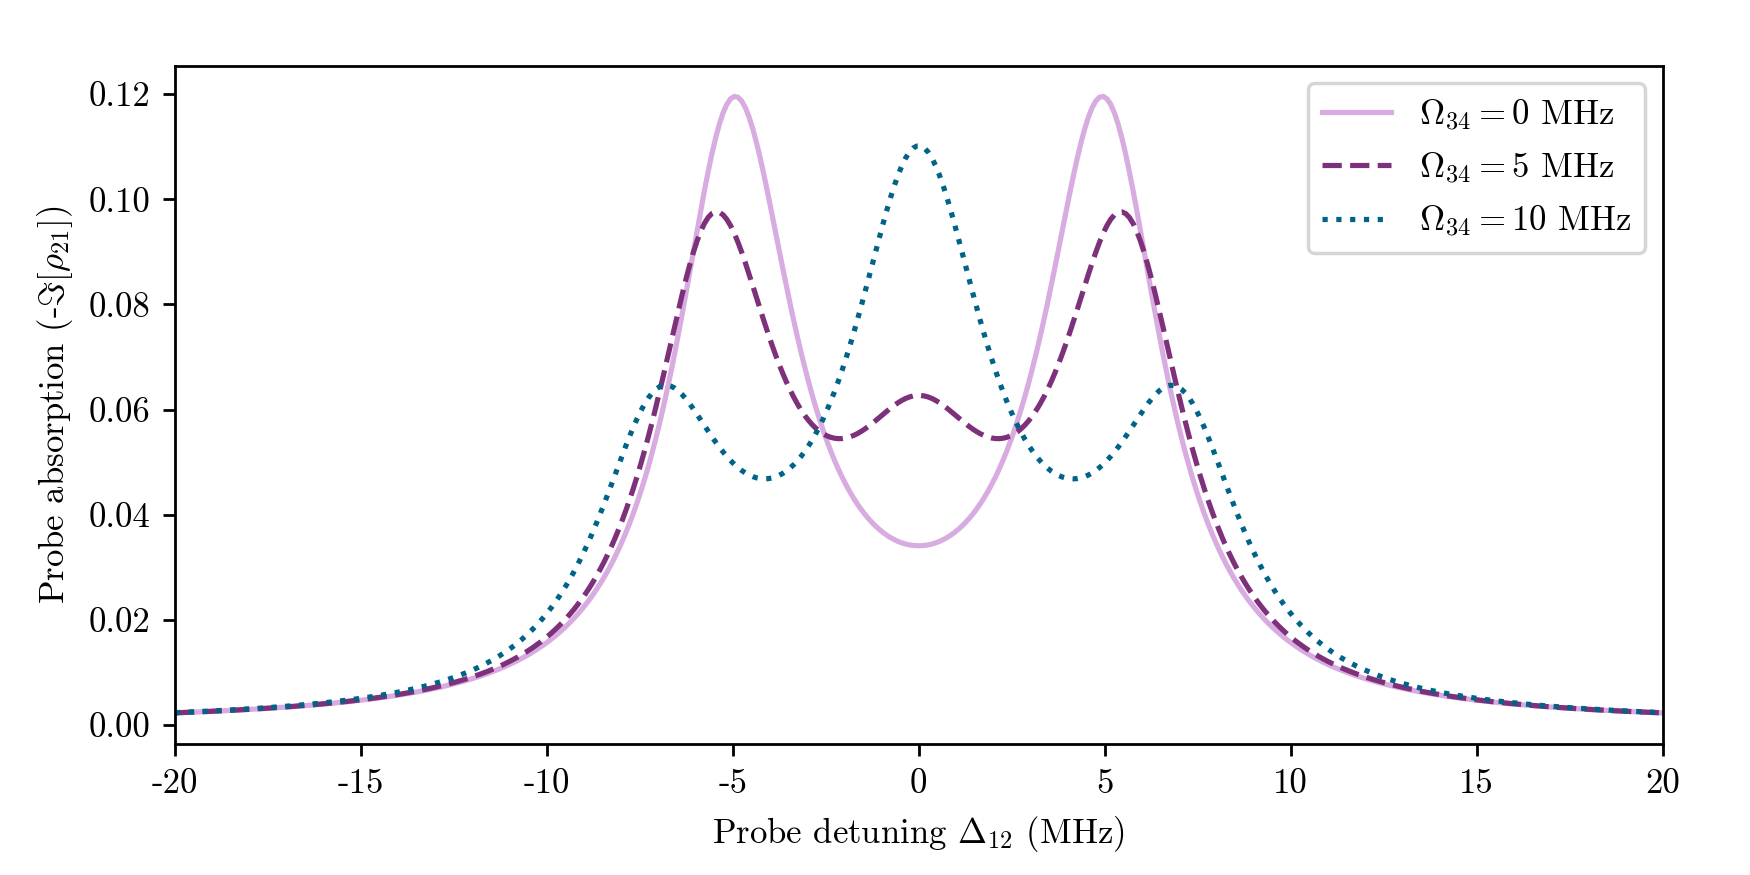 Probe absorption (-ℑ[ρ₂₁])
0.12
0.10
0.08
0.06
0.04
0.02
0.00
Ω₃₄ = 0 MHz
Ω₃₄ = 5 MHz
Ω₃₄ = 10 MHz
-20 -15 -10 -5 0 5 10 15 20
Probe detuning Δ₁₂ (MHz)